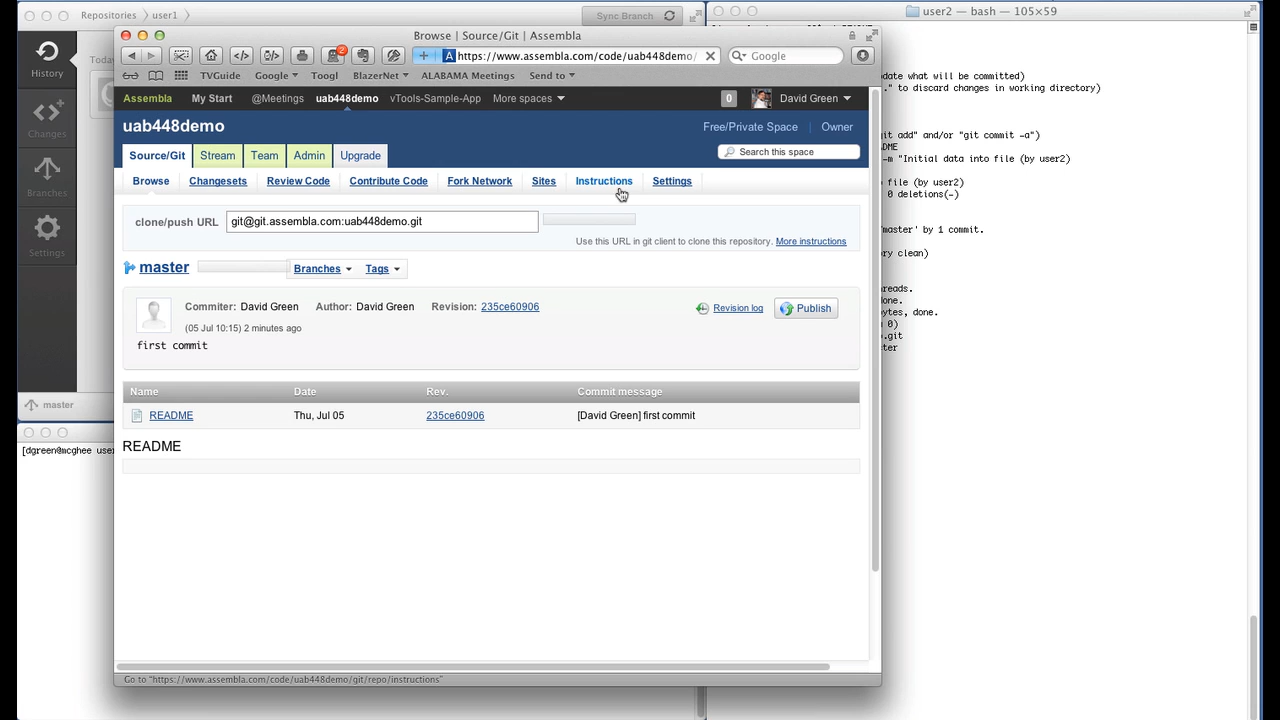 Repositories
user1
Sync Branch
user2 — bash — 105×59
Browse | Source/Git | Assembla
https://www.assembla.com/code/uab448demo/
Google
2
TVGuide
Google
Toogl
BlazerNet
ALABAMA Meetings
Send to
History
Changes
Branches
Settings
master
Assembla
My Start
@Meetings
uab448demo
vTools-Sample-App
More spaces
0
David Green
uab448demo
Free/Private Space | Owner
Source/Git
Stream
Team
Admin
Upgrade
Search this space
Browse
Changesets
Review Code
Contribute Code
Fork Network
Sites
Instructions
Settings
clone/push URL
git@git.assembla.com:uab448demo.git
Use this URL in git client to clone this repository. More instructions
master
Branches
Tags
Commiter: David Green Author: David Green Revision: 235ce60906
Revision log
Publish
(05 Jul 10:15) 2 minutes ago
first commit
Name Date Rev. Commit message
README Thu, Jul 05 235ce60906 [David Green] first commit
README
Go to "https://www.assembla.com/code/uab448demo/git/repo/instructions"
[dgreen@mcghee user
date what will be committed)
." to discard changes in working directory)
git add" and/or "git commit -a")
-m "Initial data into file (by user2)
file (by user2)
0 deletions(-)
master' by 1 commit.
ry clean)
reads.
one.
ytes, done.
0)
.git
ter